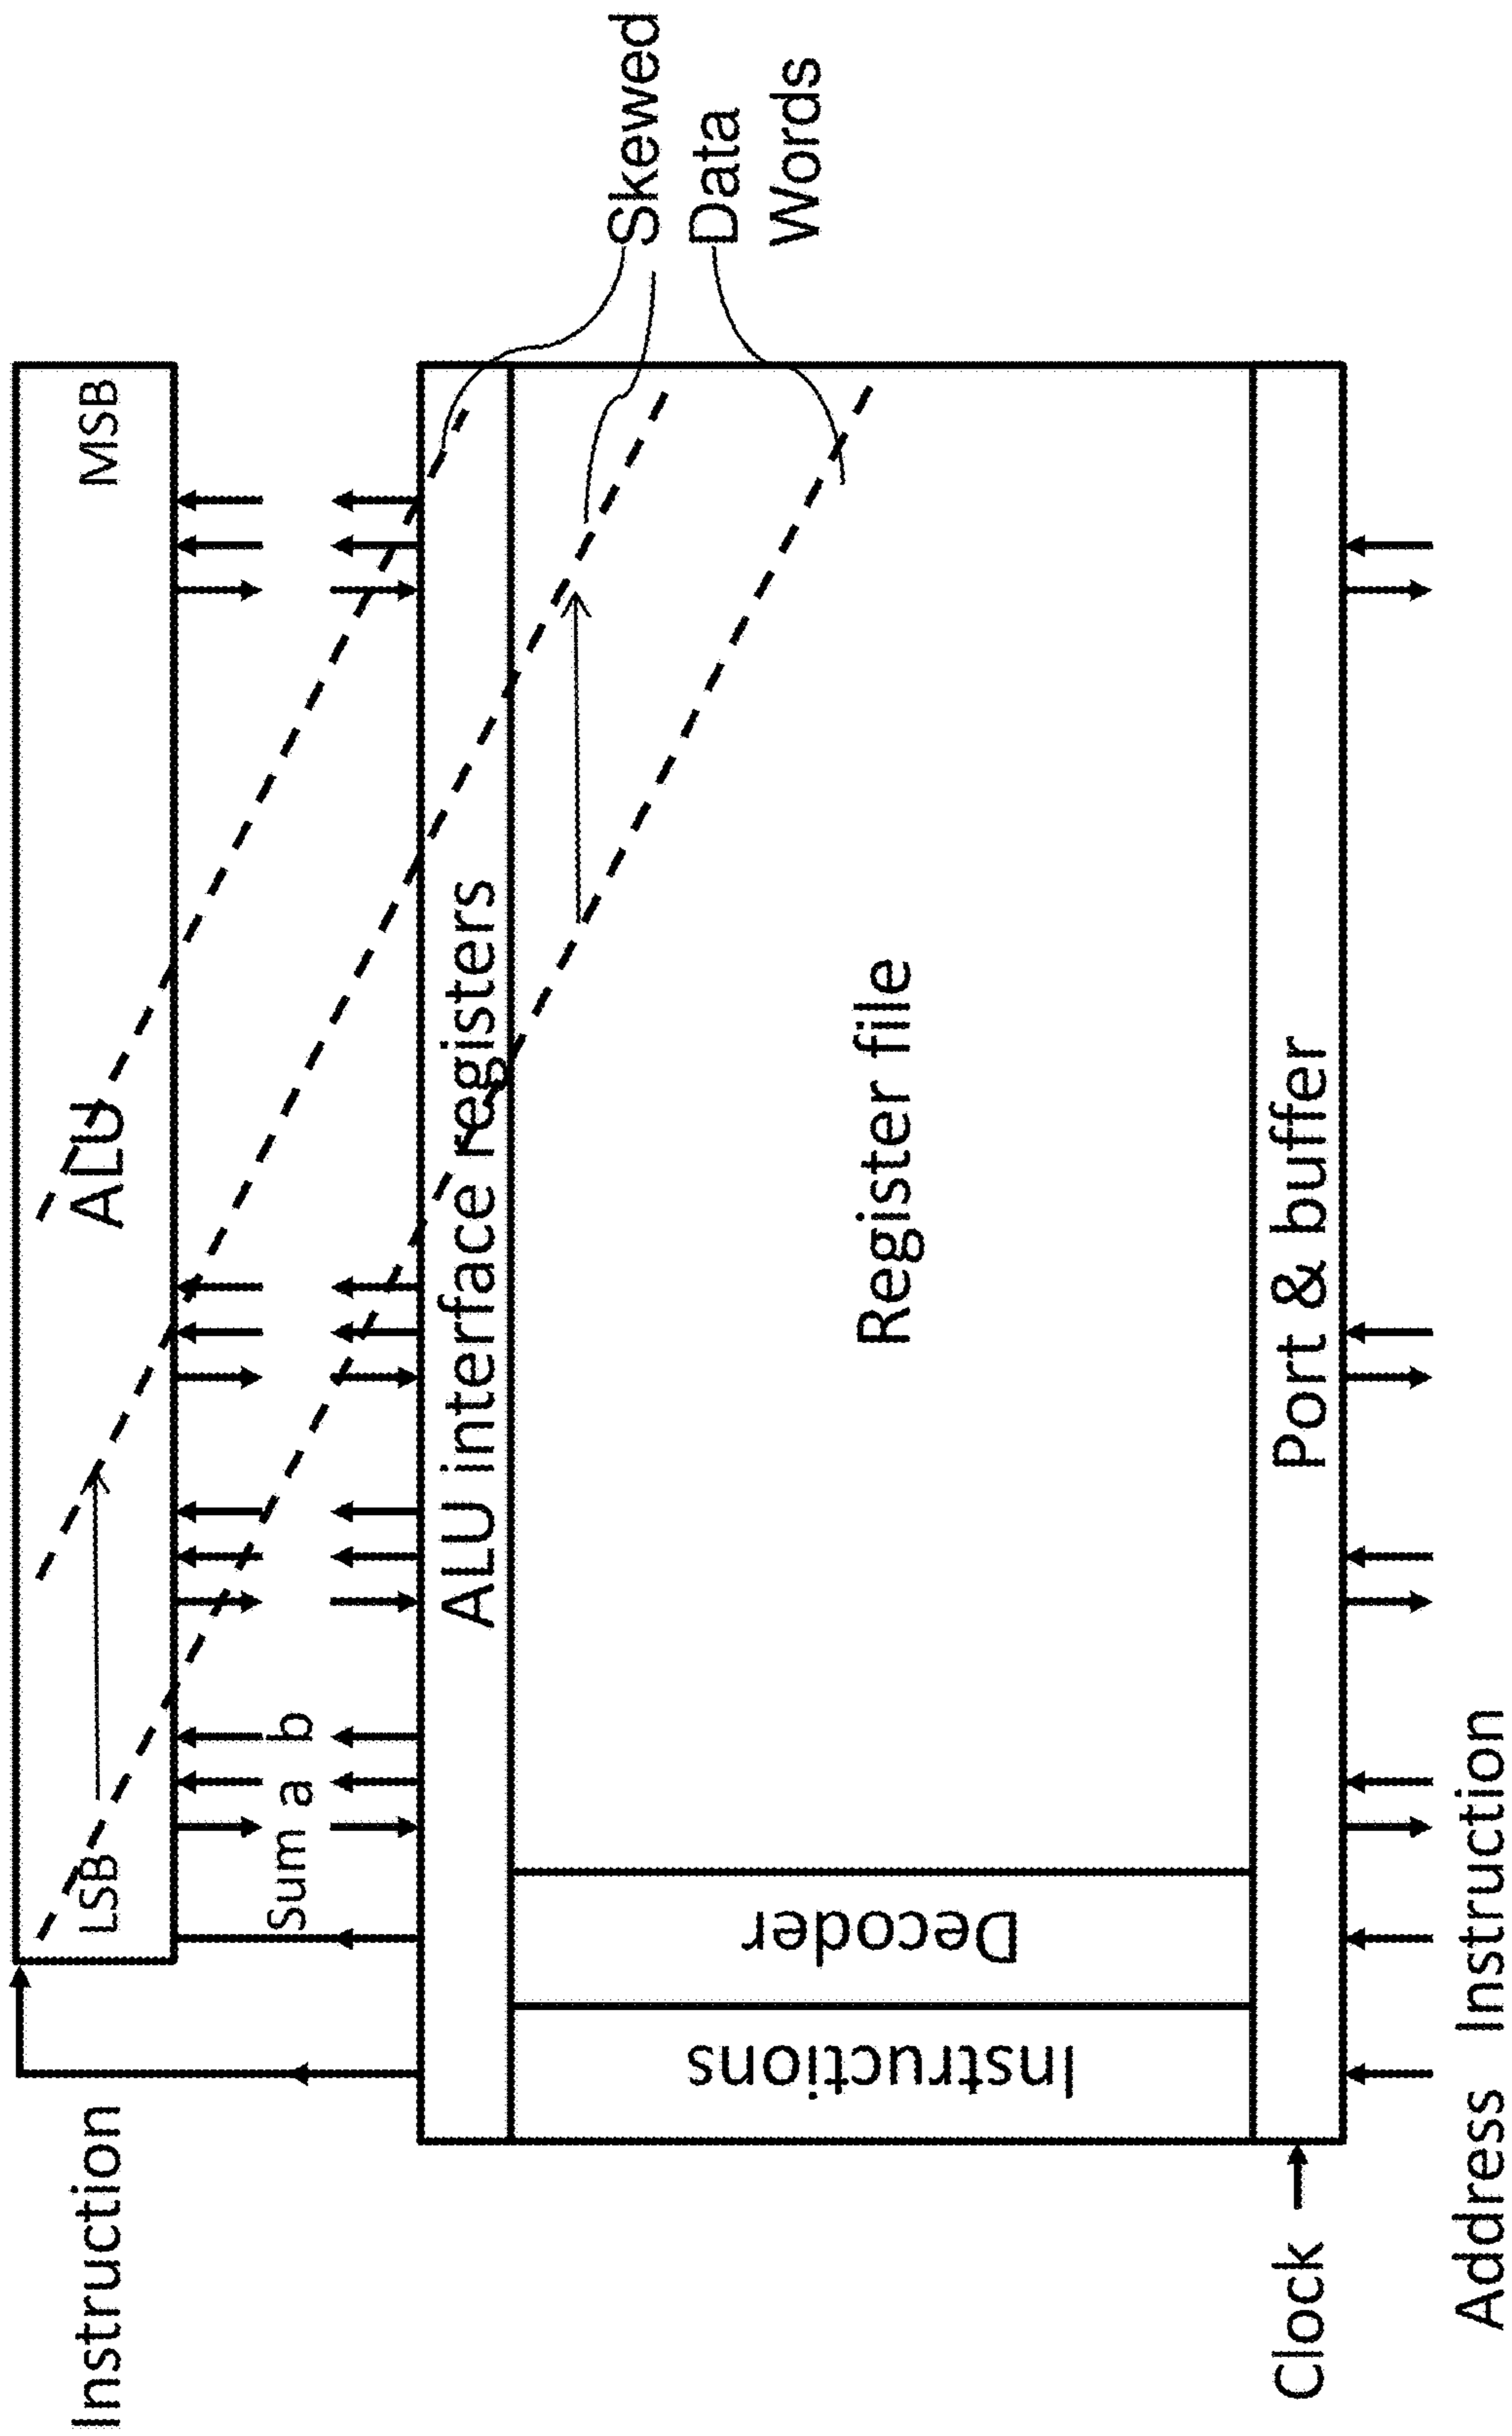 Instruction
LSB
ALU
MSB
Sum a b
ALU interface registers
Skewed
Data
Words
Instructions
Decoder
Register file
Clock
Port & buffer
Address Instruction